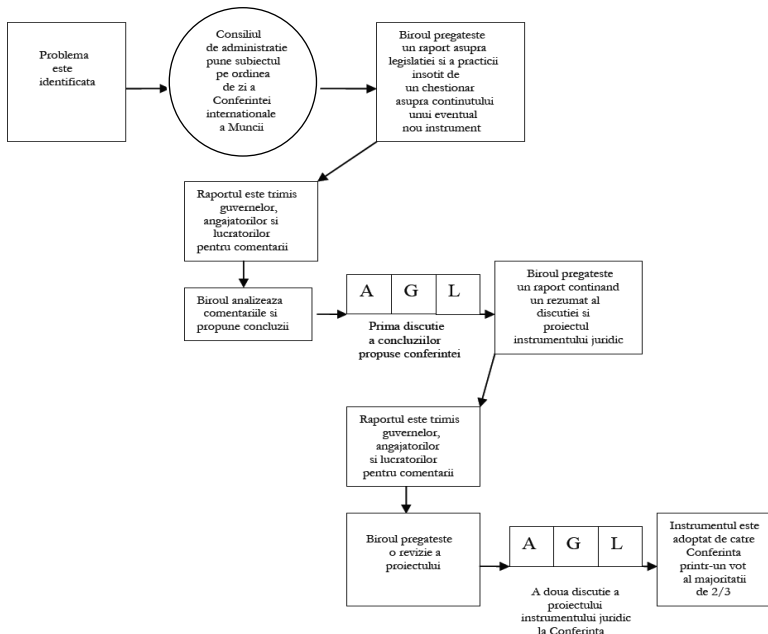 Problema
este
identificata
Consiliul
de administratie
pune subiectul
pe ordinea
de zi a
Conferintei
internationale
a Muncii
Biroul pregateste
un raport asupra
legislatiei si a practicii
insotit de
un chestionar
asupra continutului
unui eventual
nou instrument
Raportul este trimis
guvernelor,
angajatorilor si
lucratorilor
pentru comentarii
Biroul analizeaza
comentariile si
propune concluzii
A G L
Prima discutie
a concluziilor
propuse conferintei
Biroul pregateste
un raport continand
un rezumat al
discutiei si
proiectul
instrumentului juridic
Raportul este trimis
guvernelor,
angajatorilor
si lucratorilor
pentru comentarii
Biroul pregateste
o revizie a
proiectului
A G L
A doua discutie a
proiectului
instrumentului juridic
la Conferinta
Instrumentul este
adoptat de catre
Conferinta
printr-un vot
al majoritatii
de 2/3